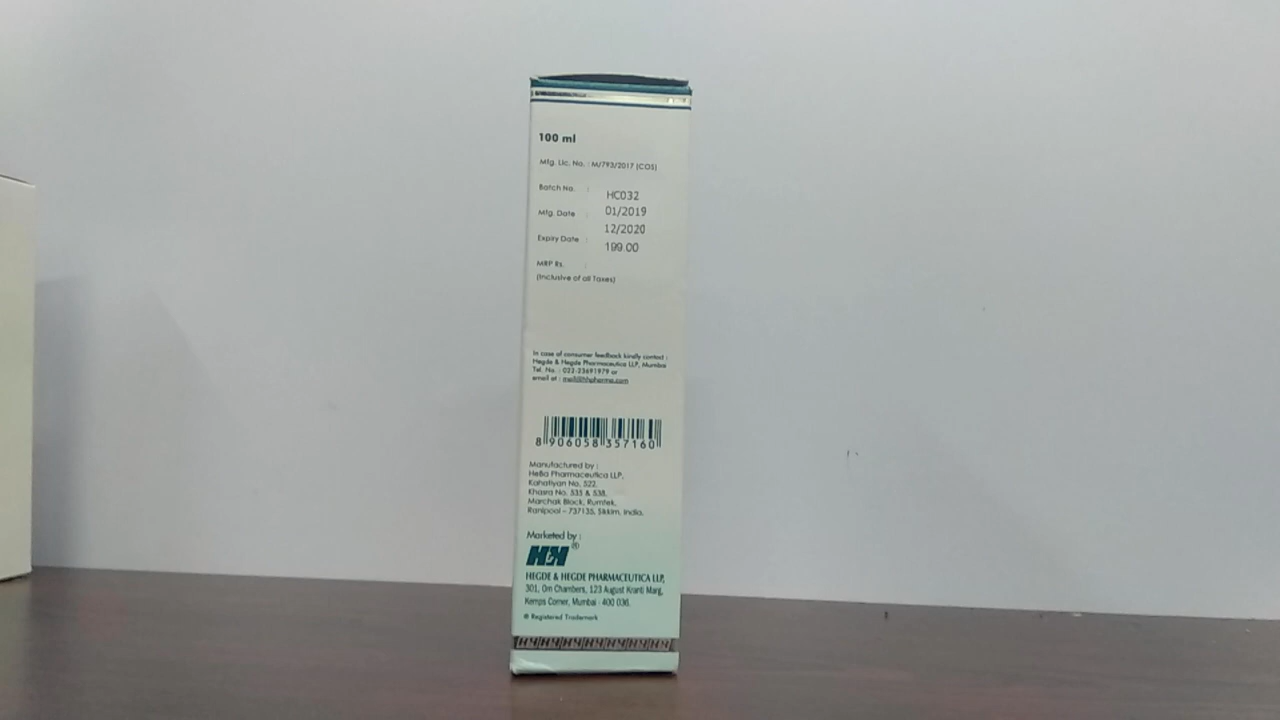 100 ml
Mfg. Lic. No. : M/793/2017 (COS)
Batch No. : HC032
Mfg. Date : 01/2019
12/2020
Expiry Date :
199.00
MRP Rs. :
(Inclusive of all Taxes)
In case of consumer feedback kindly contact :
Hegde & Hegde Pharmaceutica LLP, Mumbai
Tel. No. : 022-23691979 or
email at : mail@hhpharma.com
8 906058 357160
Manufactured by :
HeBa Pharmaceutica LLP,
Kahatiyan No. 522,
Khasra No. 535 & 538,
Marchak Block, Rumtek,
Ranipool – 737135, Sikkim, India.
Marketed by :
H&H ®
HEGDE & HEGDE PHARMACEUTICA LLP,
301, Om Chambers, 123 August Kranti Marg,
Kemps Corner, Mumbai - 400 036.
® Registered Trademark